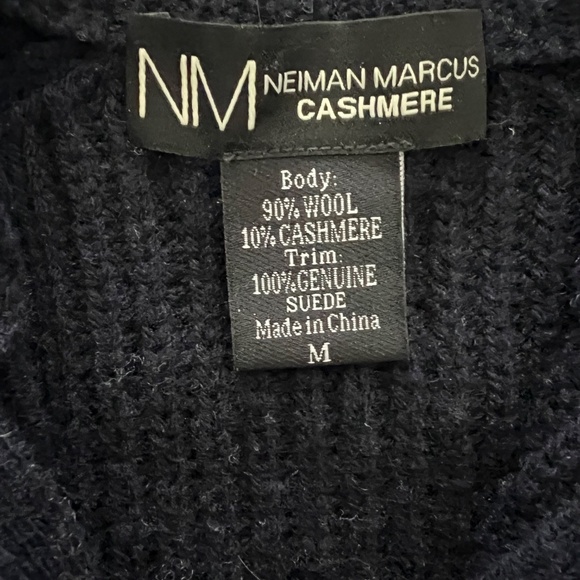 NM NEIMAN MARCUS
CASHMERE
Body:
90% WOOL
10% CASHMERE
Trim:
100% GENUINE
SUEDE
Made in China
M